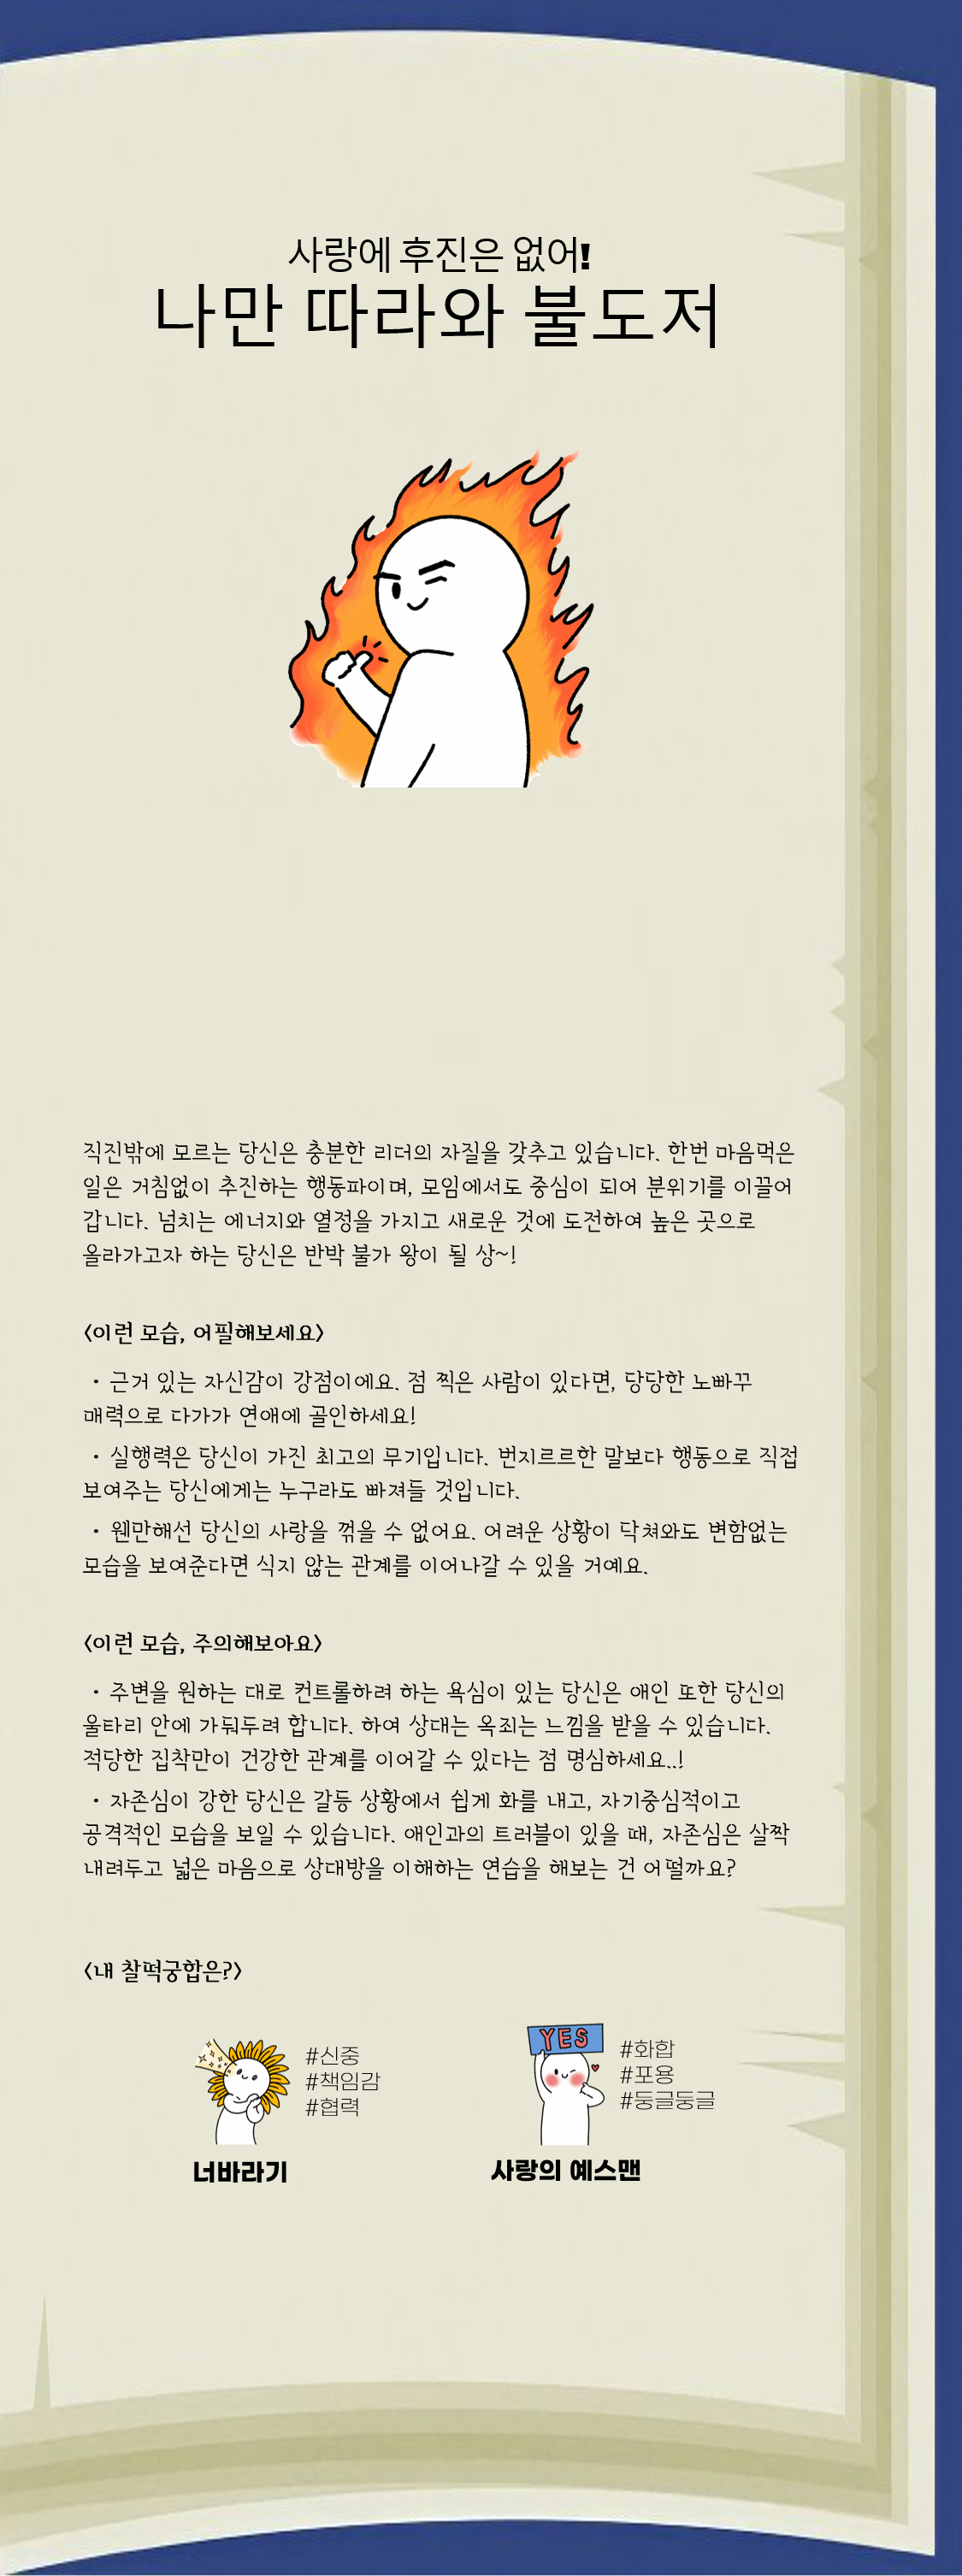 사랑에 후진은 없어!
나만 따라와 불도저
직진밖에 모르는 당신은 충분한 리더의 자질을 갖추고 있습니다. 한번 마음먹은
일은 거침없이 추진하는 행동파이며, 모임에서도 중심이 되어 분위기를 이끌어
갑니다. 넘치는 에너지와 열정을 가지고 새로운 것에 도전하여 높은 곳으로
올라가고자 하는 당신은 반박 불가 왕이 될 상~!
<이런 모습, 어필해보세요>
• 근거 있는 자신감이 강점이에요. 점 찍은 사람이 있다면, 당당한 노빠꾸
매력으로 다가가 연애에 골인하세요!
• 실행력은 당신이 가진 최고의 무기입니다. 번지르르한 말보다 행동으로 직접
보여주는 당신에게는 누구라도 빠져들 것입니다.
• 웬만해선 당신의 사랑을 꺾을 수 없어요. 어려운 상황이 닥쳐와도 변함없는
모습을 보여준다면 식지 않는 관계를 이어나갈 수 있을 거예요.
<이런 모습, 주의해보아요>
• 주변을 원하는 대로 컨트롤하려 하는 욕심이 있는 당신은 애인 또한 당신의
울타리 안에 가둬두려 합니다. 하여 상대는 옥죄는 느낌을 받을 수 있습니다.
적당한 집착만이 건강한 관계를 이어갈 수 있다는 점 명심하세요..!
• 자존심이 강한 당신은 갈등 상황에서 쉽게 화를 내고, 자기중심적이고
공격적인 모습을 보일 수 있습니다. 애인과의 트러블이 있을 때, 자존심은 살짝
내려두고 넓은 마음으로 상대방을 이해하는 연습을 해보는 건 어떨까요?
<내 찰떡궁합은?>
#신중
#책임감
#협력
너바라기
YES
#화합
#포용
#둥글둥글
사랑의 예스맨